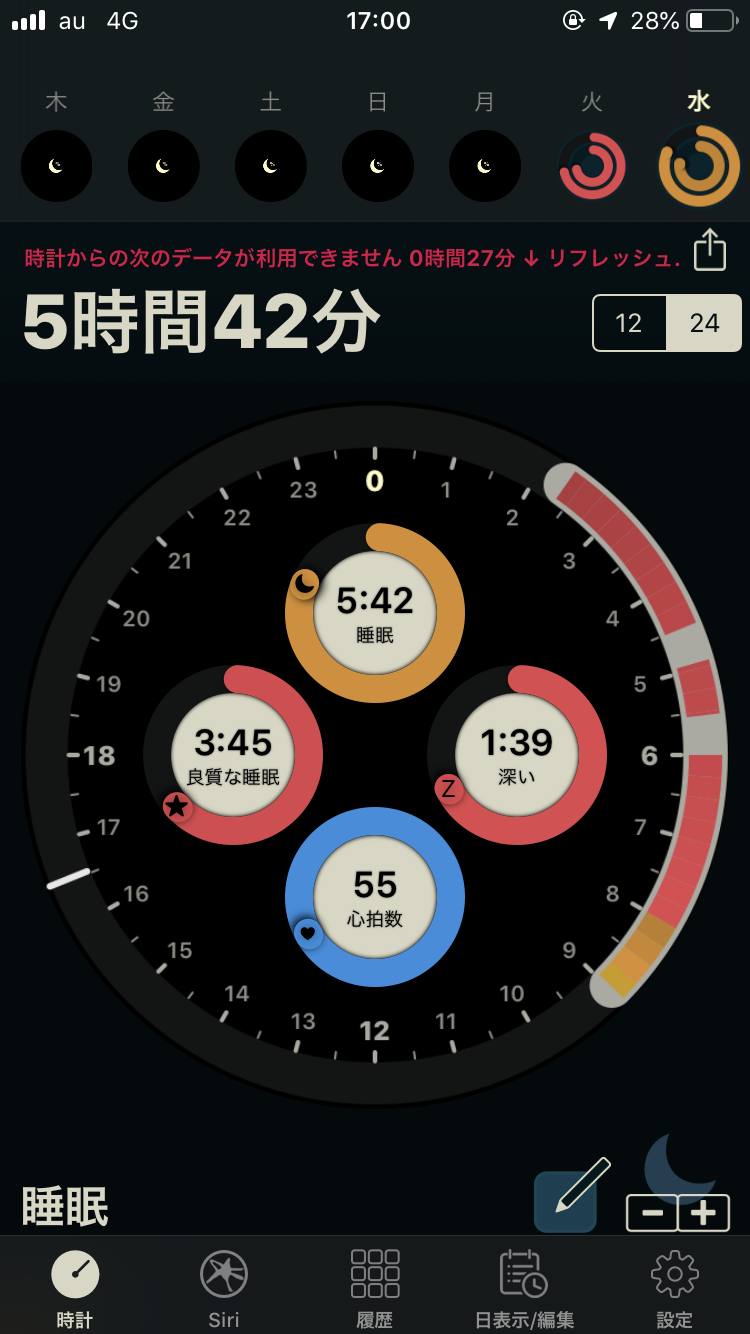 au 4G 17:00 28%
木 金 土 日 月 火 水
時計からの次のデータが利用できません 0時間27分 ↓ リフレッシュ.
5時間42分
12 24
0
23 1
22 2
21 3
20 4
19 5
18 6
17 7
16 8
15 9
14 10
13 11
12
5:42
睡眠
3:45
良質な睡眠
1:39
深い
Z
55
心拍数
睡眠
− +
時計 Siri 履歴 日表示/編集 設定